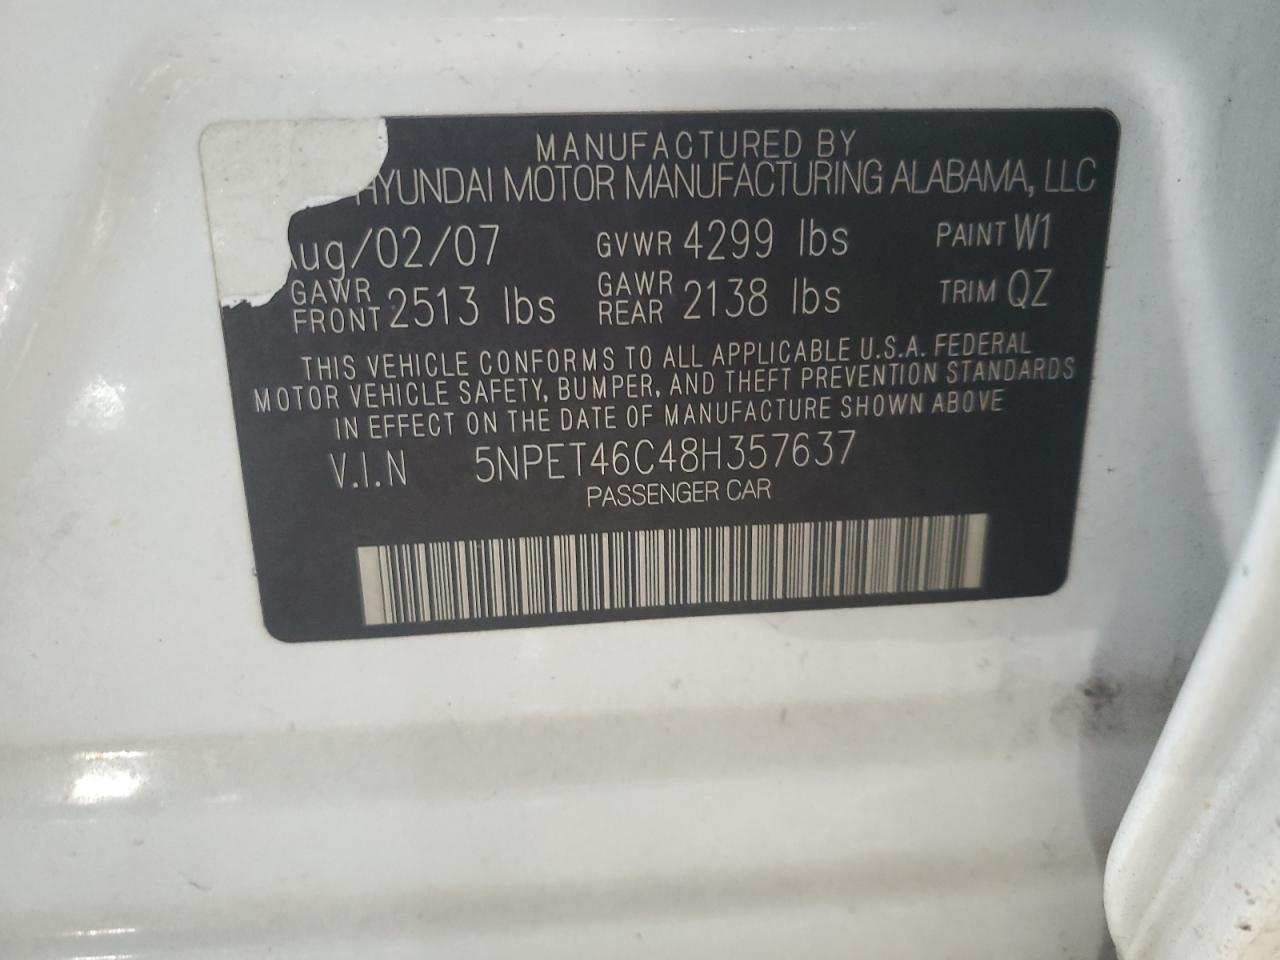 MANUFACTURED BY
HYUNDAI MOTOR MANUFACTURING ALABAMA, LLC
Aug/02/07 GVWR 4299 lbs PAINT W1
GAWR FRONT 2513 lbs GAWR REAR 2138 lbs TRIM QZ
THIS VEHICLE CONFORMS TO ALL APPLICABLE U.S.A. FEDERAL
MOTOR VEHICLE SAFETY, BUMPER, AND THEFT PREVENTION STANDARDS
IN EFFECT ON THE DATE OF MANUFACTURE SHOWN ABOVE
V.I.N 5NPET46C48H357637
PASSENGER CAR